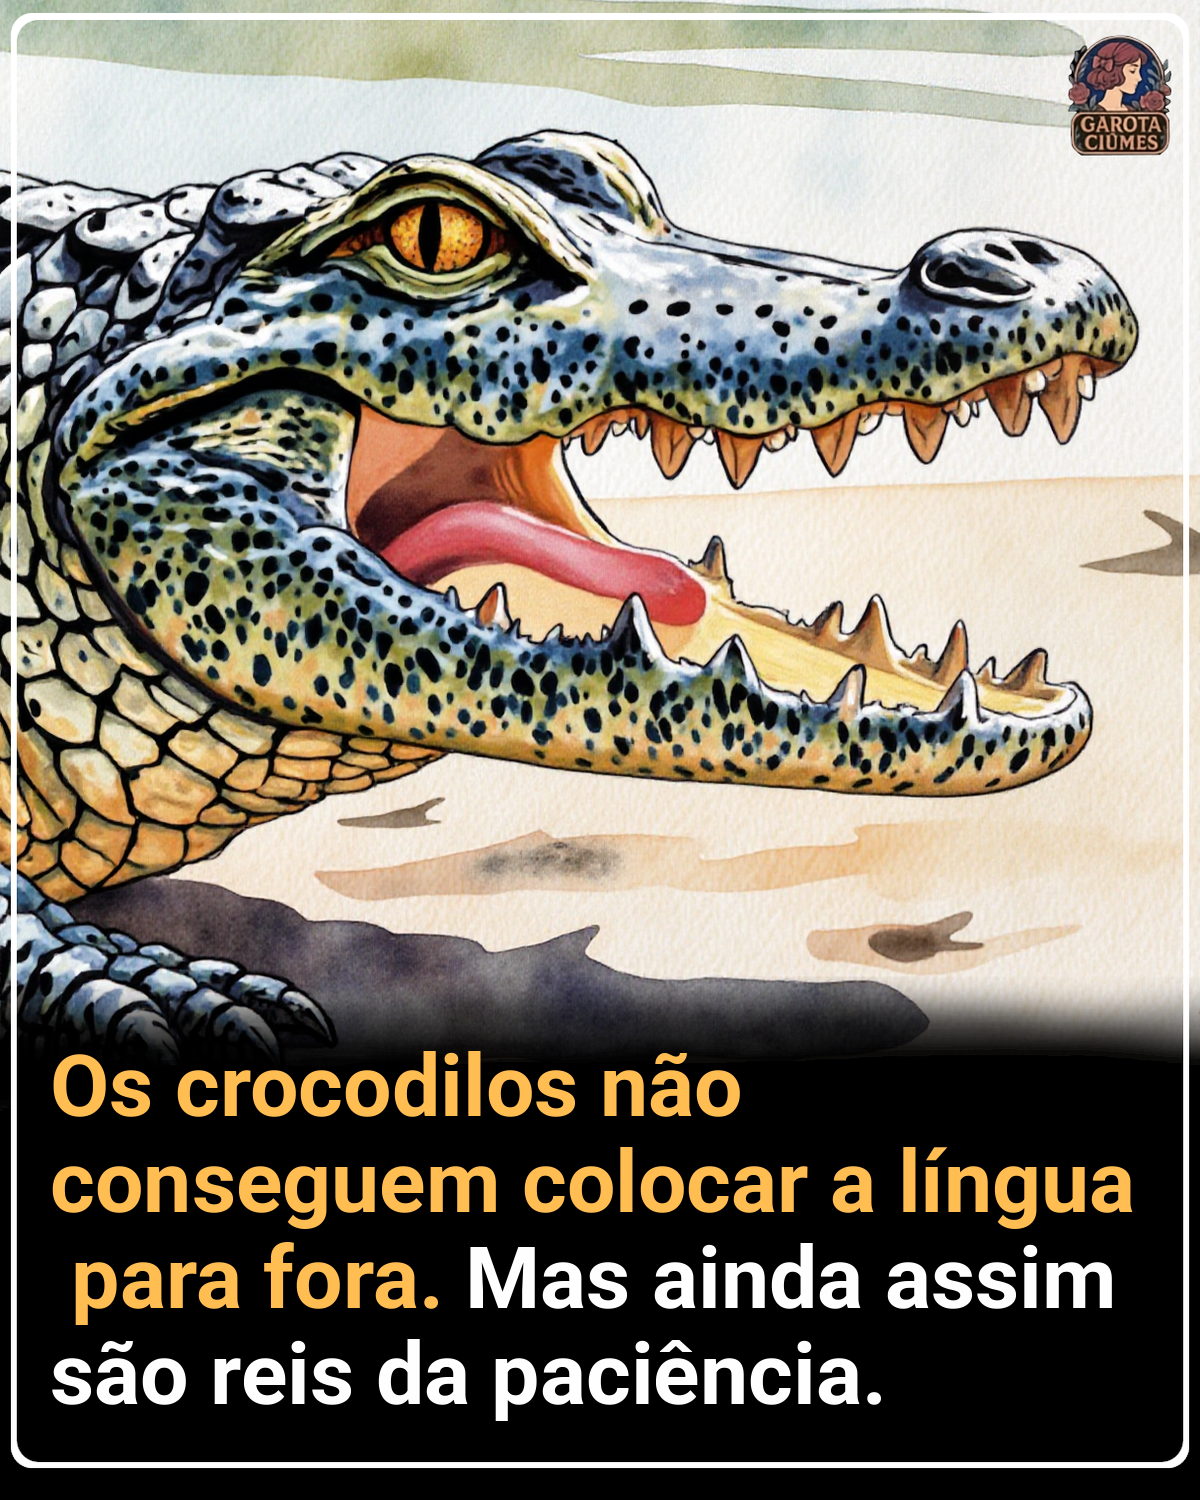 GAROTA
CIÚMES
Os crocodilos não
conseguem colocar a língua
para fora. Mas ainda assim
são reis da paciência.